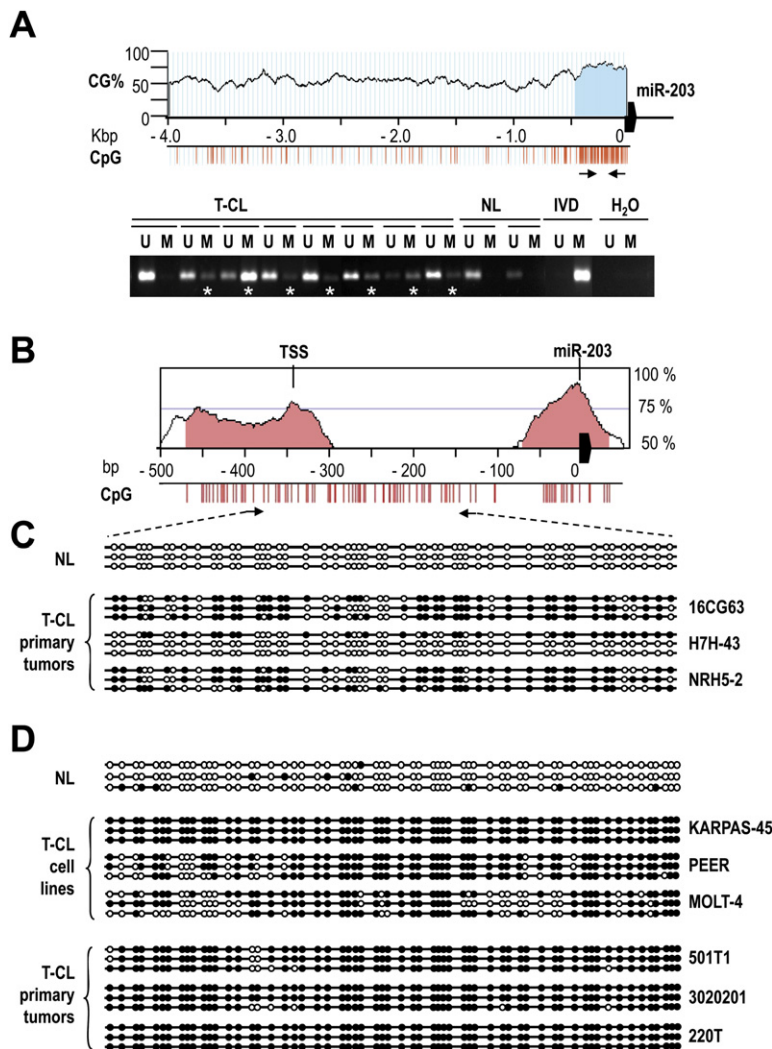 A
100
CG% 50
miR-203
0
Kbp - 4.0 - 3.0 - 2.0 - 1.0 0
CpG
T-CL NL IVD H2O
U M U M U M U M U M U M U M U M U M U M U M U M
* * * * * * *
B
TSS miR-203
100 %
75 %
50 %
bp -500 - 400 - 300 - 200 -100 0
CpG
C
NL
T-CL
primary
tumors
16CG63
H7H-43
NRH5-2
D
NL
T-CL
cell
lines
KARPAS-45
PEER
MOLT-4
T-CL
primary
tumors
501T1
3020201
220T